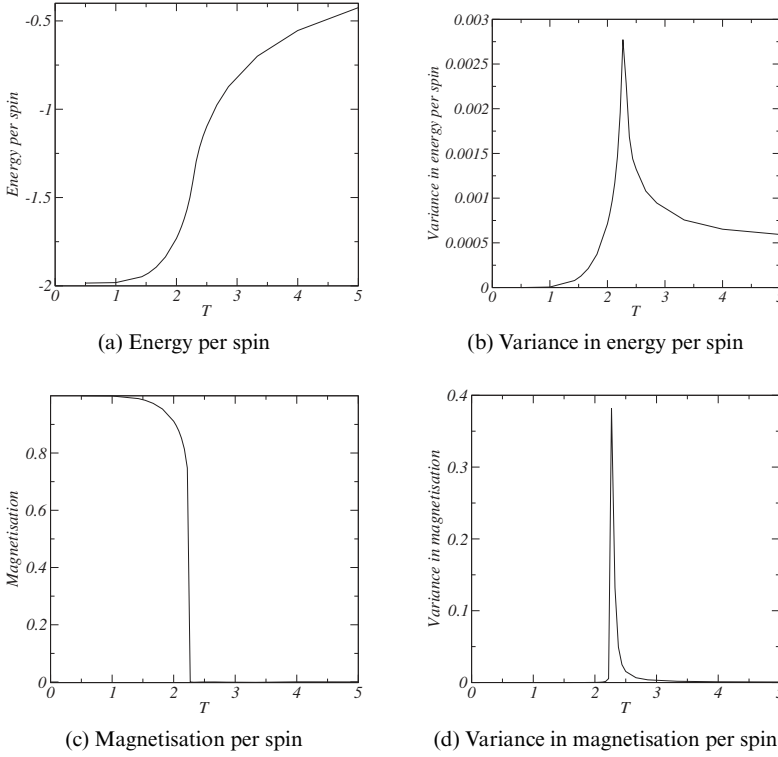 -0.5
-1
-1.5
-2
Energy per spin
0 1 2 3 4 5
T
(a) Energy per spin
0.003
0.0025
0.002
0.0015
0.001
0.0005
0
Variance in energy per spin
0 1 2 3 4 5
T
(b) Variance in energy per spin
0.8
0.6
0.4
0.2
0
Magnetisation
0 1 2 3 4 5
T
(c) Magnetisation per spin
0.4
0.3
0.2
0.1
0
Variance in magnetisation
0 1 2 3 4 5
T
(d) Variance in magnetisation per spin